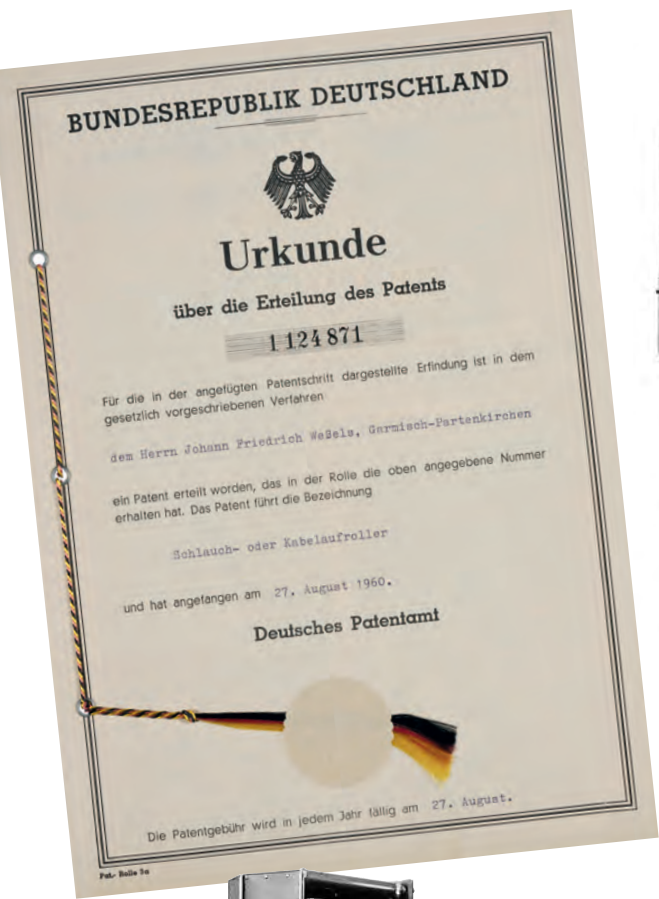 BUNDESREPUBLIK DEUTSCHLAND
Urkunde
über die Erteilung des Patents
1 124 871
Für die in der angefügten Patentschrift dargestellte Erfindung ist in dem
gesetzlich vorgeschriebenen Verfahren
dem Herrn Johann Friedrich Weßels, Garmisch-Partenkirchen
ein Patent erteilt worden, das in der Rolle die oben angegebene Nummer
erhalten hat. Das Patent führt die Bezeichnung
Schlauch- oder Kabelaufroller
und hat angefangen am 27. August 1960.
Deutsches Patentamt
Die Patentgebühr wird in jedem Jahr fällig am 27. August.
Pat.- Rolle